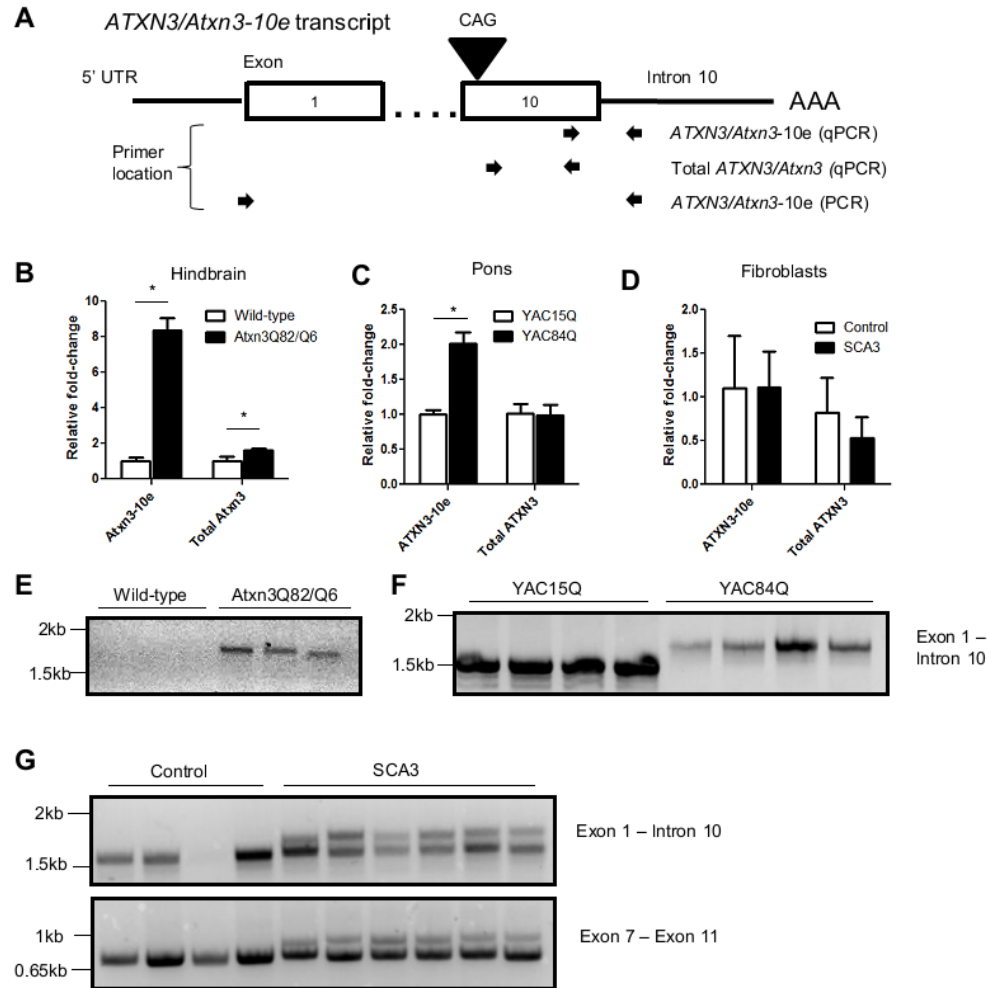 A
ATXN3/Atxn3-10e transcript
CAG
5' UTR
Exon
Intron 10
1
10
AAA
Primer
location
ATXN3/Atxn3-10e (qPCR)
Total ATXN3/Atxn3 (qPCR)
ATXN3/Atxn3-10e (PCR)
B
Hindbrain
Relative fold-change
10
8
6
4
2
0
*
*
Wild-type
Atxn3Q82/Q6
Atxn3-10e
Total Atxn3
C
Pons
Relative fold-change
2.5
2.0
1.5
1.0
0.5
0.0
*
YAC15Q
YAC84Q
ATXN3-10e
Total ATXN3
D
Fibroblasts
Relative fold-change
2.0
1.5
1.0
0.5
0.0
Control
SCA3
ATXN3-10e
Total ATXN3
E
Wild-type
Atxn3Q82/Q6
2kb
1.5kb
F
YAC15Q
YAC84Q
2kb
1.5kb
Exon 1 –
Intron 10
G
Control
SCA3
2kb
1.5kb
Exon 1 – Intron 10
1kb
0.65kb
Exon 7 – Exon 11